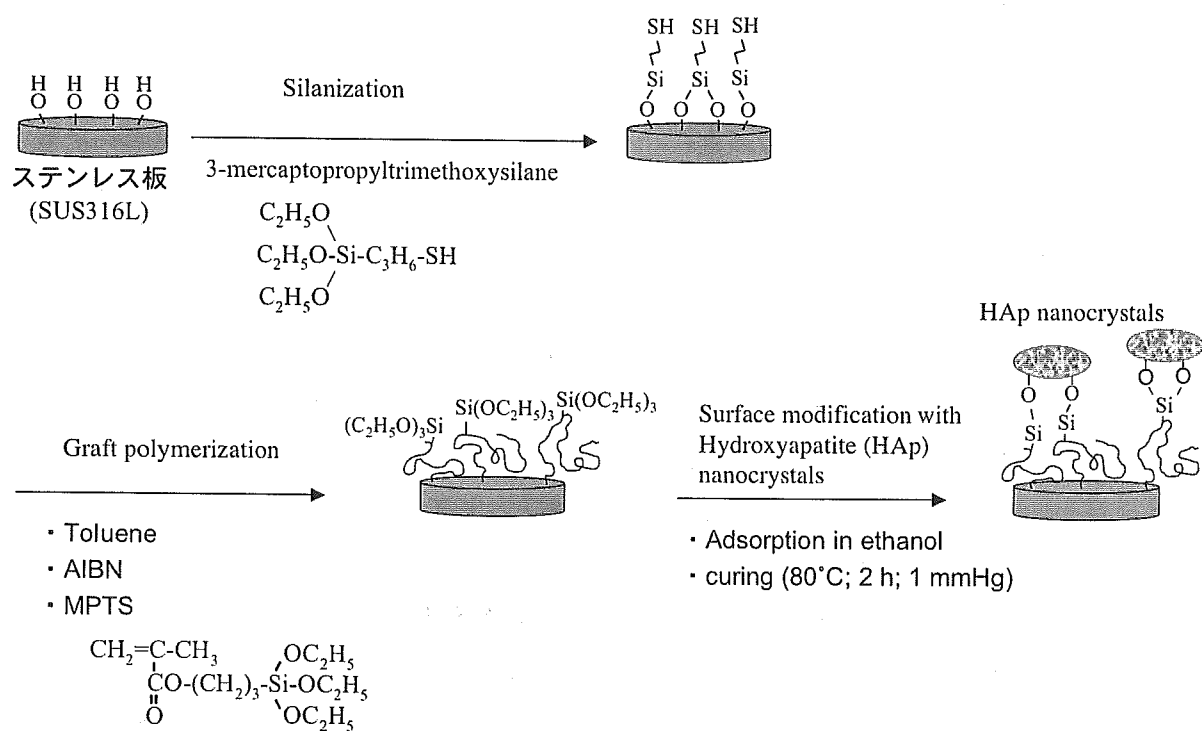 SH SH SH
Si Si Si
O O O O
H H H H
O O O O
Silanization
ステンレス板
(SUS316L)
3-mercaptopropyltrimethoxysilane
C₂H₅O
C₂H₅O-Si-C₃H₆-SH
C₂H₅O
HAp nanocrystals
O O O O
Si Si Si
Graft polymerization
(C₂H₅O)₃Si Si(OC₂H₅)₃ Si(OC₂H₅)₃
Surface modification with
Hydroxyapatite (HAp)
nanocrystals
・Toluene
・AIBN
・MPTS
・Adsorption in ethanol
・curing (80°C; 2 h; 1 mmHg)
CH₂=C-CH₃
CO-(CH₂)₃-Si-OC₂H₅
OC₂H₅
OC₂H₅
O